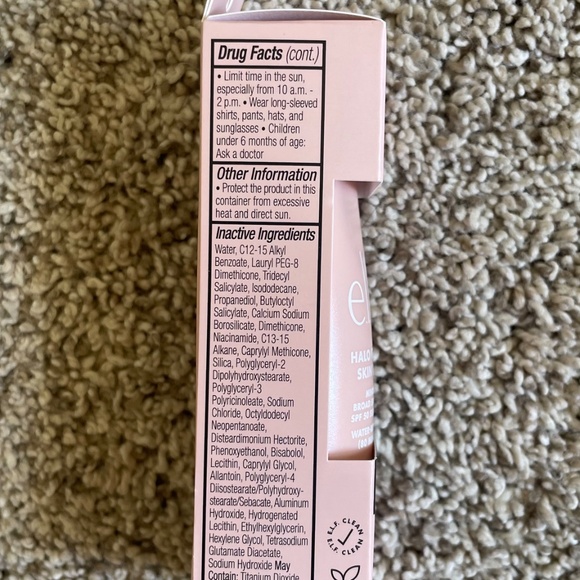 Drug Facts (cont.)
• Limit time in the sun,
especially from 10 a.m. -
2 p.m. • Wear long-sleeved
shirts, pants, hats, and
sunglasses • Children
under 6 months of age:
Ask a doctor
Other Information
• Protect the product in this
container from excessive
heat and direct sun.
Inactive Ingredients
Water, C12-15 Alkyl
Benzoate, Lauryl PEG-8
Dimethicone, Tridecyl
Salicylate, Isododecane,
Propanediol, Butyloctyl
Salicylate, Calcium Sodium
Borosilicate, Dimethicone,
Niacinamide, C13-15
Alkane, Caprylyl Methicone,
Silica, Polyglyceryl-2
Dipolyhydroxystearate,
Polyglyceryl-3
Polyricinoleate, Sodium
Chloride, Octyldodecyl
Neopentanoate,
Disteardimonium Hectorite,
Phenoxyethanol, Bisabolol,
Lecithin, Caprylyl Glycol,
Allantoin, Polyglyceryl-4
Diisostearate/Polyhydroxy-
stearate/Sebacate, Aluminum
Hydroxide, Hydrogenated
Lecithin, Ethylhexylglycerin,
Hexylene Glycol, Tetrasodium
Glutamate Diacetate,
Sodium Hydroxide May
Contain: Titanium Dioxide
HALO
BROAD
SPF 50
E.L.F. CLEAN
E.L.F. CLEAN